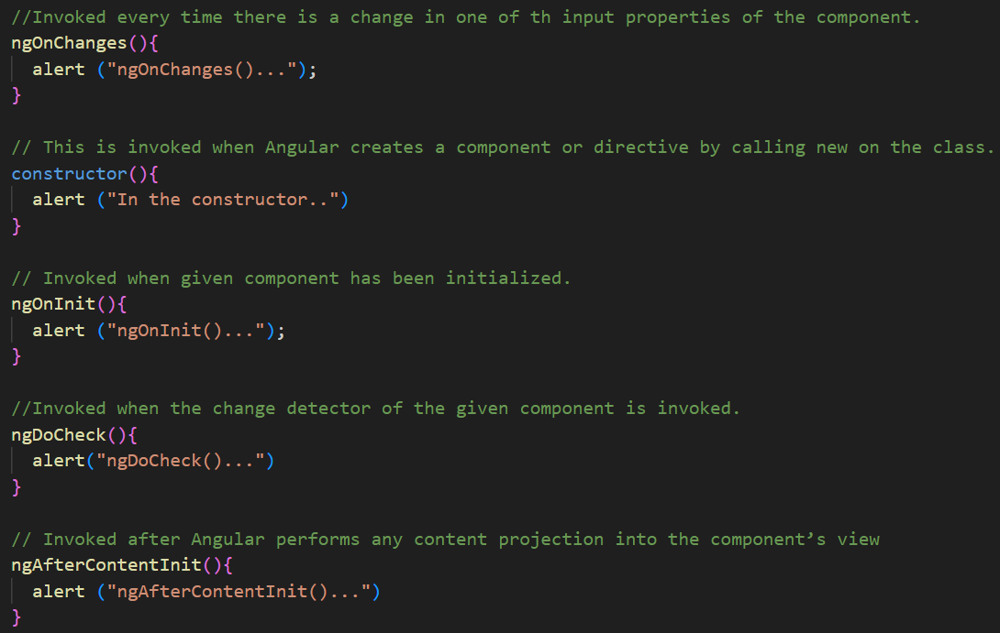 //Invoked every time there is a change in one of th input properties of the component.
ngOnChanges(){
alert ("ngOnChanges()...");
}
// This is invoked when Angular creates a component or directive by calling new on the class.
constructor(){
alert ("In the constructor..")
}
// Invoked when given component has been initialized.
ngOnInit(){
alert ("ngOnInit()...");
}
//Invoked when the change detector of the given component is invoked.
ngDoCheck(){
alert("ngDoCheck()...")
}
// Invoked after Angular performs any content projection into the component’s view
ngAfterContentInit(){
alert ("ngAfterContentInit()...")
}